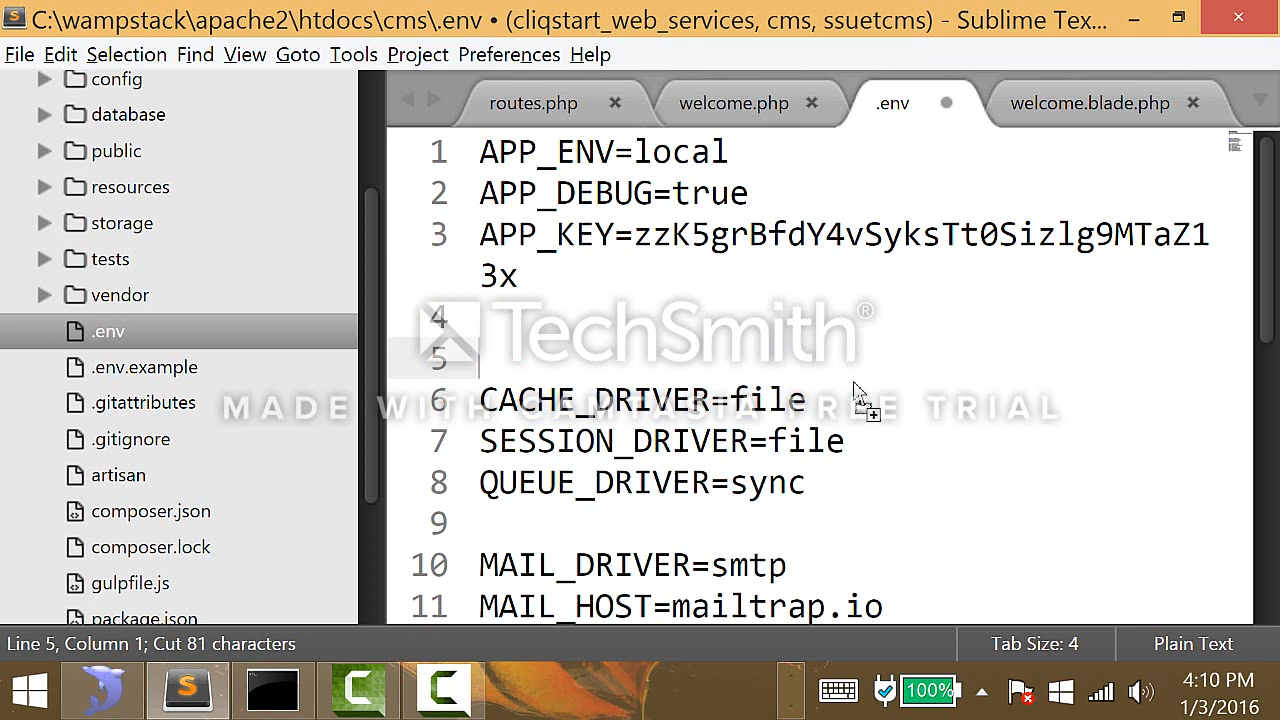 C:\wampstack\apache2\htdocs\cms\.env • (cliqstart_web_services, cms, ssuetcms) - Sublime Tex...
File Edit Selection Find View Goto Tools Project Preferences Help
config
database
public
resources
storage
tests
vendor
.env
.env.example
.gitattributes
.gitignore
artisan
composer.json
composer.lock
gulpfile.js
package.json
routes.php
welcome.php
.env
welcome.blade.php
1 APP_ENV=local
2 APP_DEBUG=true
3 APP_KEY=zzK5grBfdY4vSyksTt0Sizlg9MTaZ1
3x
4
5
6 CACHE_DRIVER=file
7 SESSION_DRIVER=file
8 QUEUE_DRIVER=sync
9
10 MAIL_DRIVER=smtp
11 MAIL_HOST=mailtrap.io
TechSmith®
MADE WITH CAMTASIA FREE TRIAL
Line 5, Column 1; Cut 81 characters
Tab Size: 4
Plain Text
100%
4:10 PM
1/3/2016